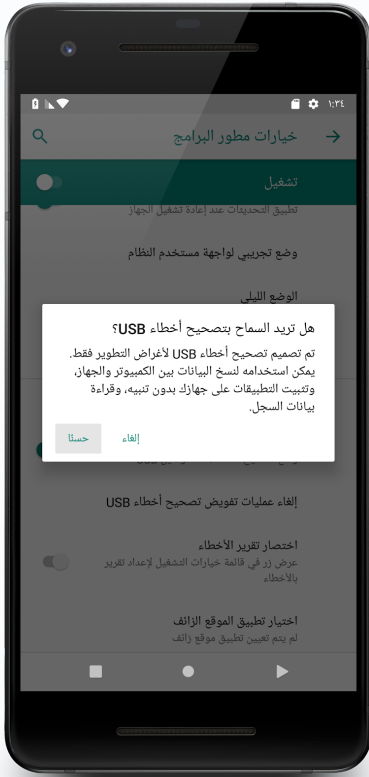 ١:٣٤
خيارات مطور البرامج
تشغيل
تطبيق التحديثات عند إعادة تشغيل الجهاز
وضع تجريبي لواجهة مستخدم النظام
الوضع الليلي
هل تريد السماح بتصحيح أخطاء USB؟
تم تصميم تصحيح أخطاء USB لأغراض التطوير فقط.
يمكن استخدامه لنسخ البيانات بين الكمبيوتر والجهاز،
وتثبيت التطبيقات على جهازك بدون تنبيه، وقراءة
بيانات السجل.
إلغاء
حسنًا
إلغاء عمليات تفويض تصحيح أخطاء USB
اختصار تقرير الأخطاء
عرض زر في قائمة خيارات التشغيل لإعداد تقرير
بالأخطاء
اختيار تطبيق الموقع الزائف
لم يتم تعيين تطبيق موقع زائف